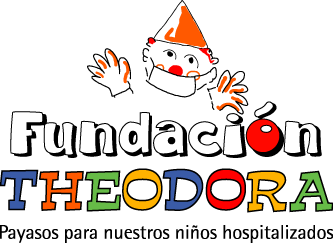 Fundación
THEODORA
Payasos para nuestros niños hospitalizados